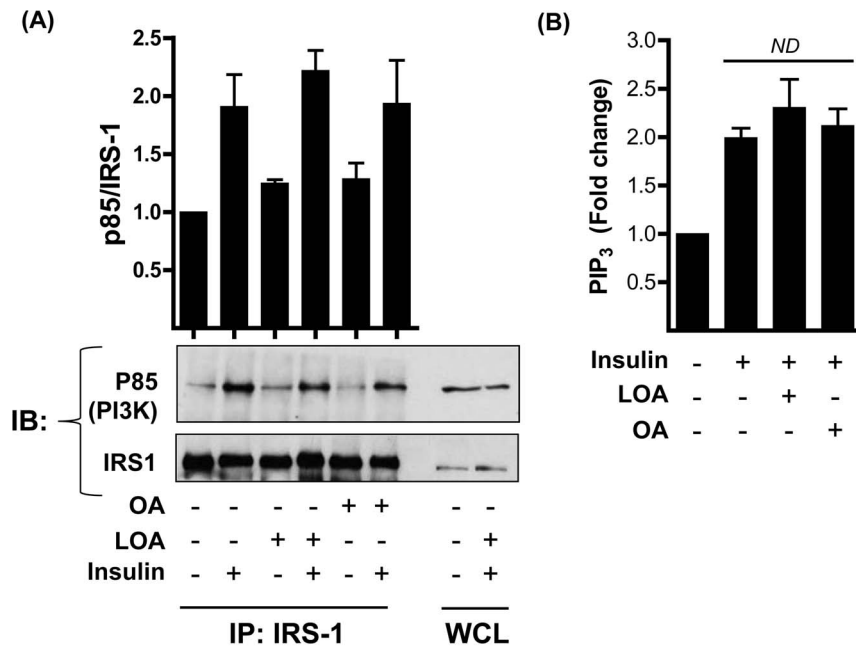 (A)
2.5
2.0
1.5
1.0
0.5
p85/IRS-1
IB:
P85
(PI3K)
IRS1
OA - - - - + + - -
LOA - - + + - - - +
Insulin - + - + - + - +
IP: IRS-1 WCL
(B)
ND
3.0
2.5
2.0
1.5
1.0
0.5
PIP₃ (Fold change)
Insulin - + + +
LOA - - + -
OA - - - +